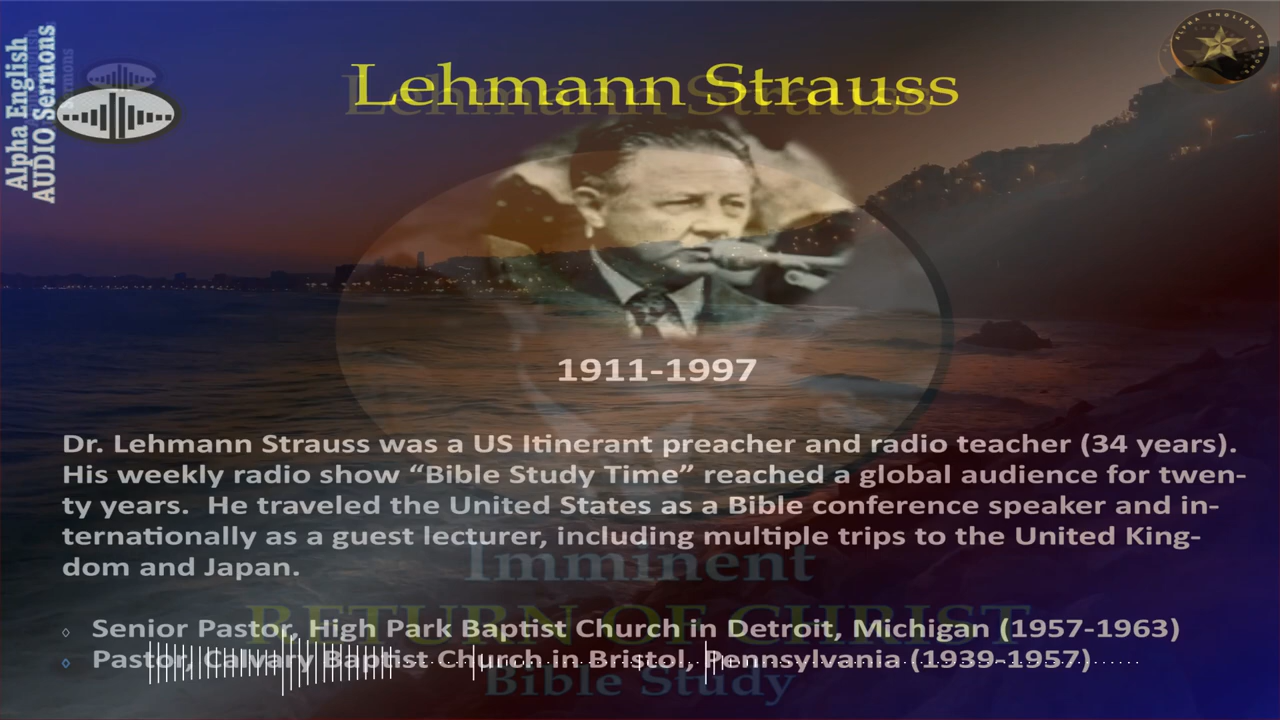 Alpha English
AUDIO Sermons
ALPHA ENGLISH SERMONS
Lehmann Strauss
1911-1997
Dr. Lehmann Strauss was a US Itinerant preacher and radio teacher (34 years).
His weekly radio show “Bible Study Time” reached a global audience for twen-
ty years.  He traveled the United States as a Bible conference speaker and in-
ternationally as a guest lecturer, including multiple trips to the United King-
dom and Japan.
Imminent
RETURN OF CHRIST
Bible Study
Senior Pastor, High Park Baptist Church in Detroit, Michigan (1957-1963)
Pastor, Calvary Baptist Church in Bristol, Pennsylvania (1939-1957)